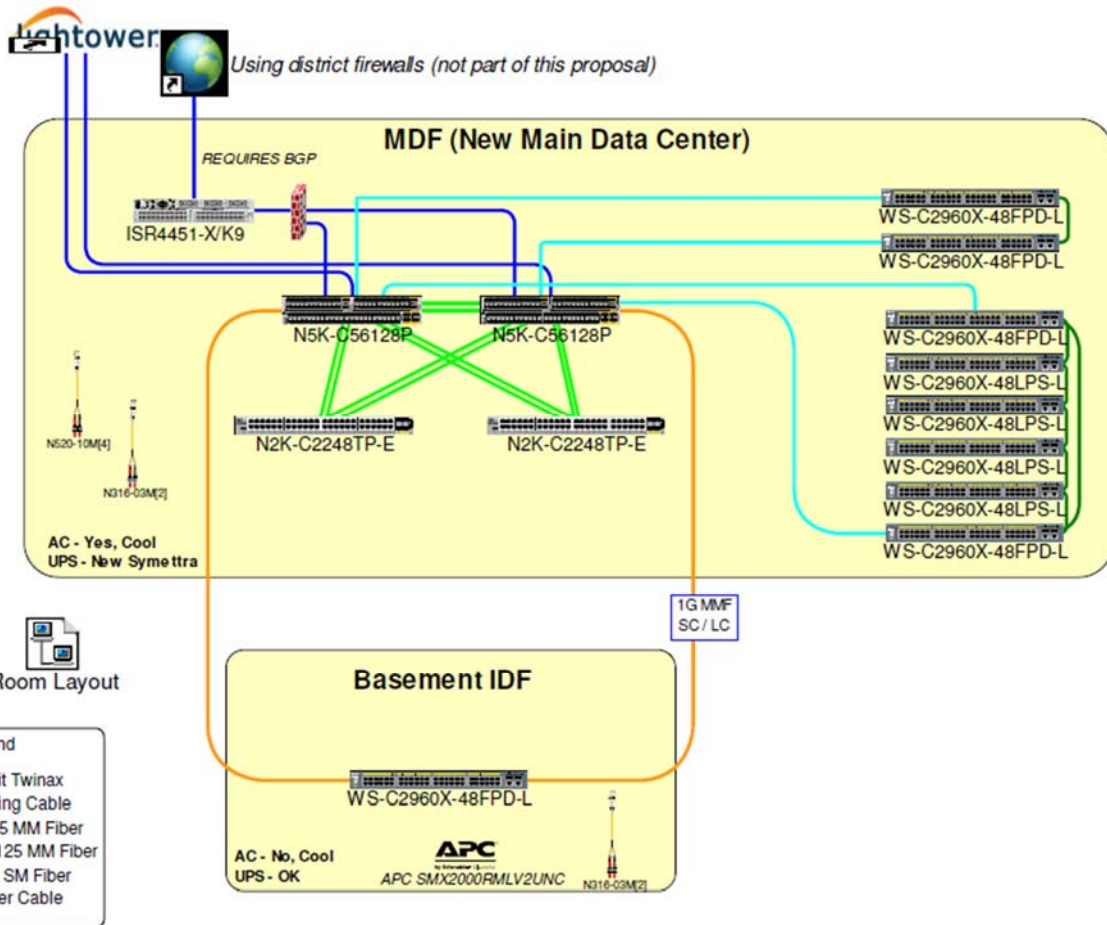 lightower
Using district firewalls (not part of this proposal)
MDF (New Main Data Center)
REQUIRES BGP
ISR4451-X/K9
WS-C2960X-48FPD-L
WS-C2960X-48FPD-L
N5K-C56128P
N5K-C56128P
WS-C2960X-48FPD-L
WS-C2960X-48LPS-L
WS-C2960X-48LPS-L
WS-C2960X-48LPS-L
WS-C2960X-48LPS-L
WS-C2960X-48FPD-L
N2K-C2248TP-E
N2K-C2248TP-E
N520-10M[4]
N316-03M[2]
AC - Yes, Cool
UPS - New Symettra
1G MMF
SC / LC
Room Layout
Basement IDF
WS-C2960X-48FPD-L
AC - No, Cool
UPS - OK
APC
APC SMX2000RMLV2UNC
N316-03M[2]
nd
it Twinax
ing Cable
5 MM Fiber
125 MM Fiber
SM Fiber
er Cable